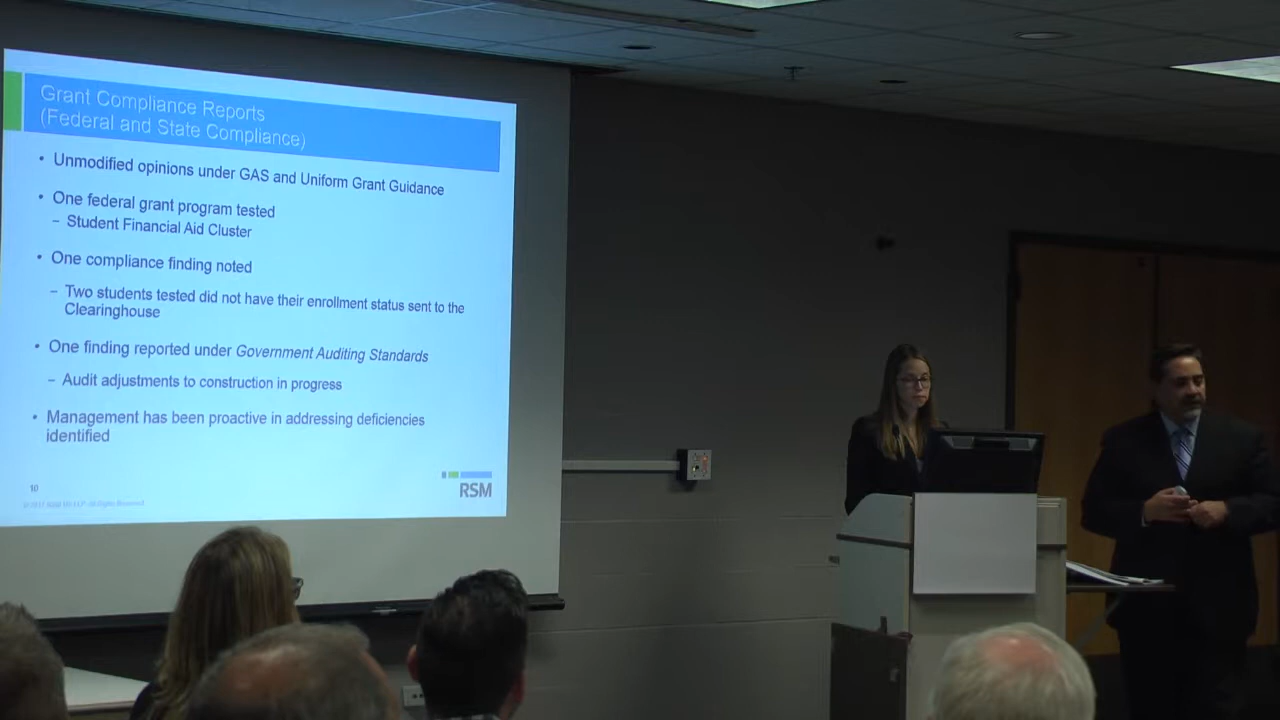 Grant Compliance Reports
(Federal and State Compliance)
• Unmodified opinions under GAS and Uniform Grant Guidance
• One federal grant program tested
– Student Financial Aid Cluster
• One compliance finding noted
– Two students tested did not have their enrollment status sent to the
Clearinghouse
• One finding reported under Government Auditing Standards
– Audit adjustments to construction in progress
• Management has been proactive in addressing deficiencies
identified
10
RSM